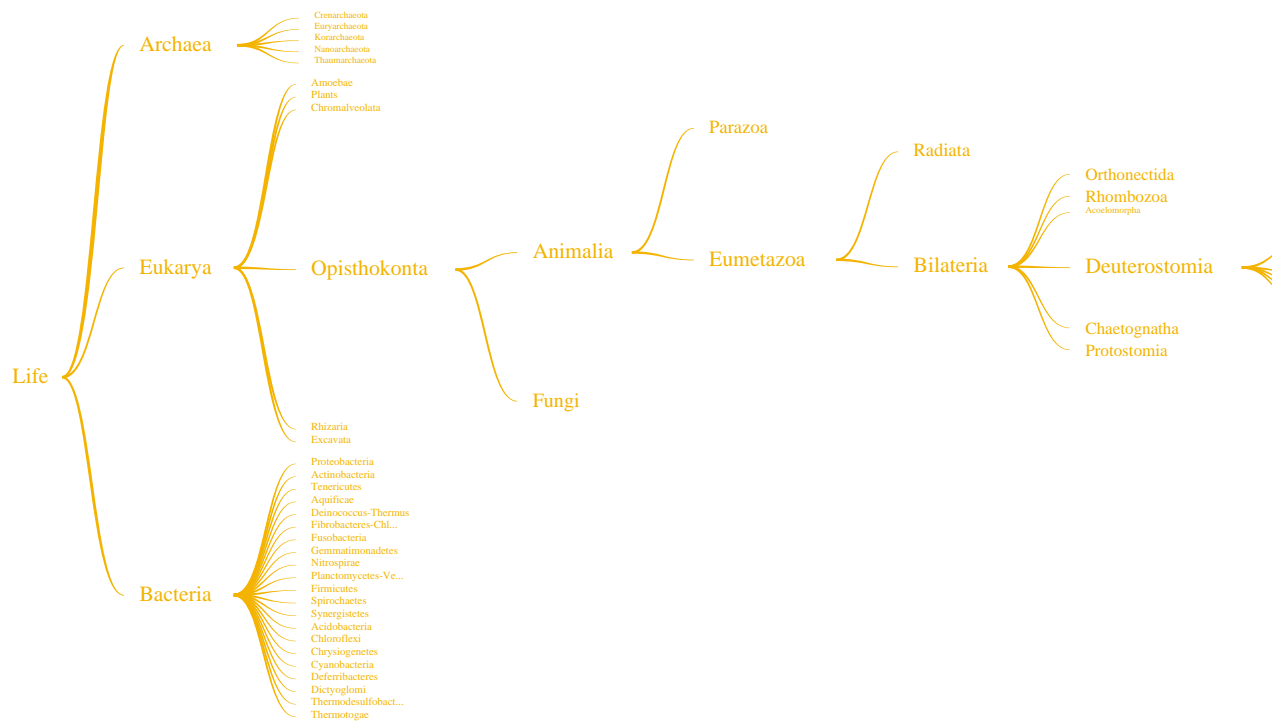 Life
Archaea
Crenarchaeota
Euryarchaeota
Korarchaeota
Nanoarchaeota
Thaumarchaeota
Eukarya
Amoebae
Plants
Chromalveolata
Opisthokonta
Animalia
Parazoa
Eumetazoa
Radiata
Bilateria
Orthonectida
Rhombozoa
Acoelomorpha
Deuterostomia
Chaetognatha
Protostomia
Fungi
Rhizaria
Excavata
Bacteria
Proteobacteria
Actinobacteria
Tenericutes
Aquificae
Deinococcus-Thermus
Fibrobacteres-Chl...
Fusobacteria
Gemmatimonadetes
Nitrospirae
Planctomycetes-Ve...
Firmicutes
Spirochaetes
Synergistetes
Acidobacteria
Chloroflexi
Chrysiogenetes
Cyanobacteria
Deferribacteres
Dictyoglomi
Thermodesulfobact...
Thermotogae